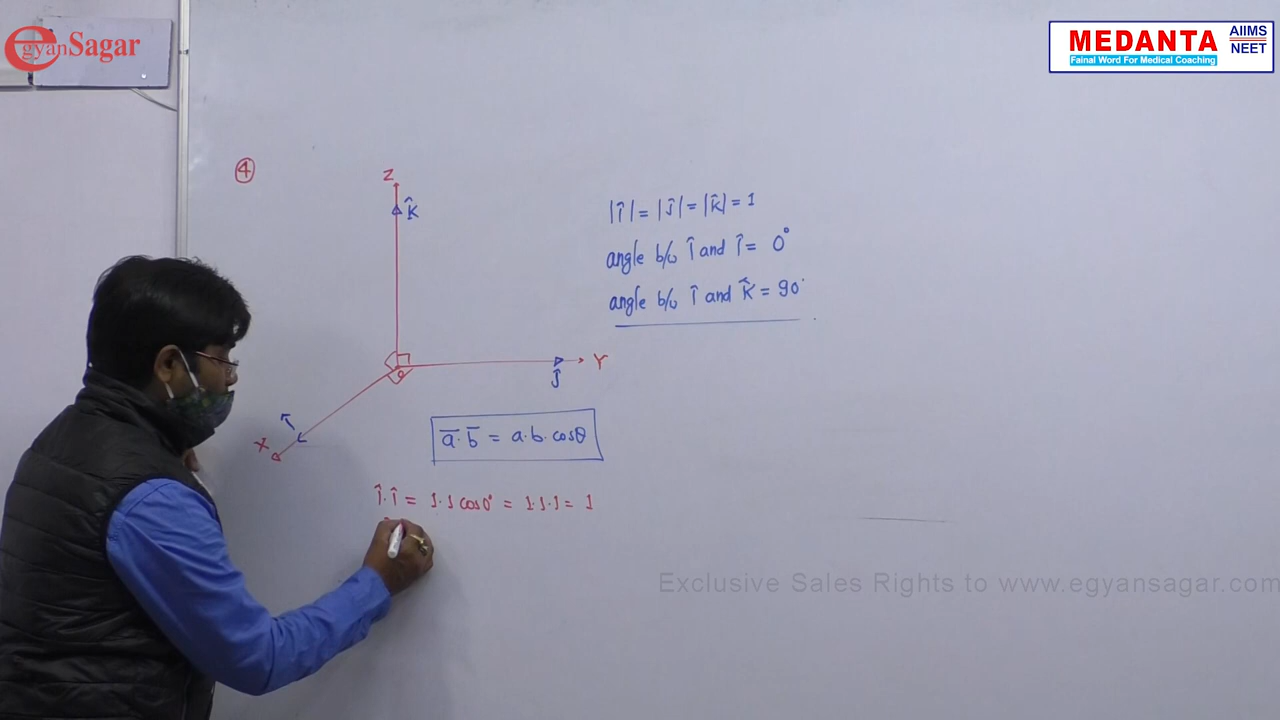 egyanSagar
MEDANTA
AIIMS
NEET
Fainal Word For Medical Coaching
4
Z
K̂
|î| = |ĵ| = |k̂| = 1
angle b/w î and î = 0°
angle b/w î and k̂ = 90°
Y
O
ĵ
X
a̅·b̅ = a·b·cosθ
î·î = 1·1 cos0° = 1·1·1 = 1
Exclusive Sales Rights to www.egyansagar.com